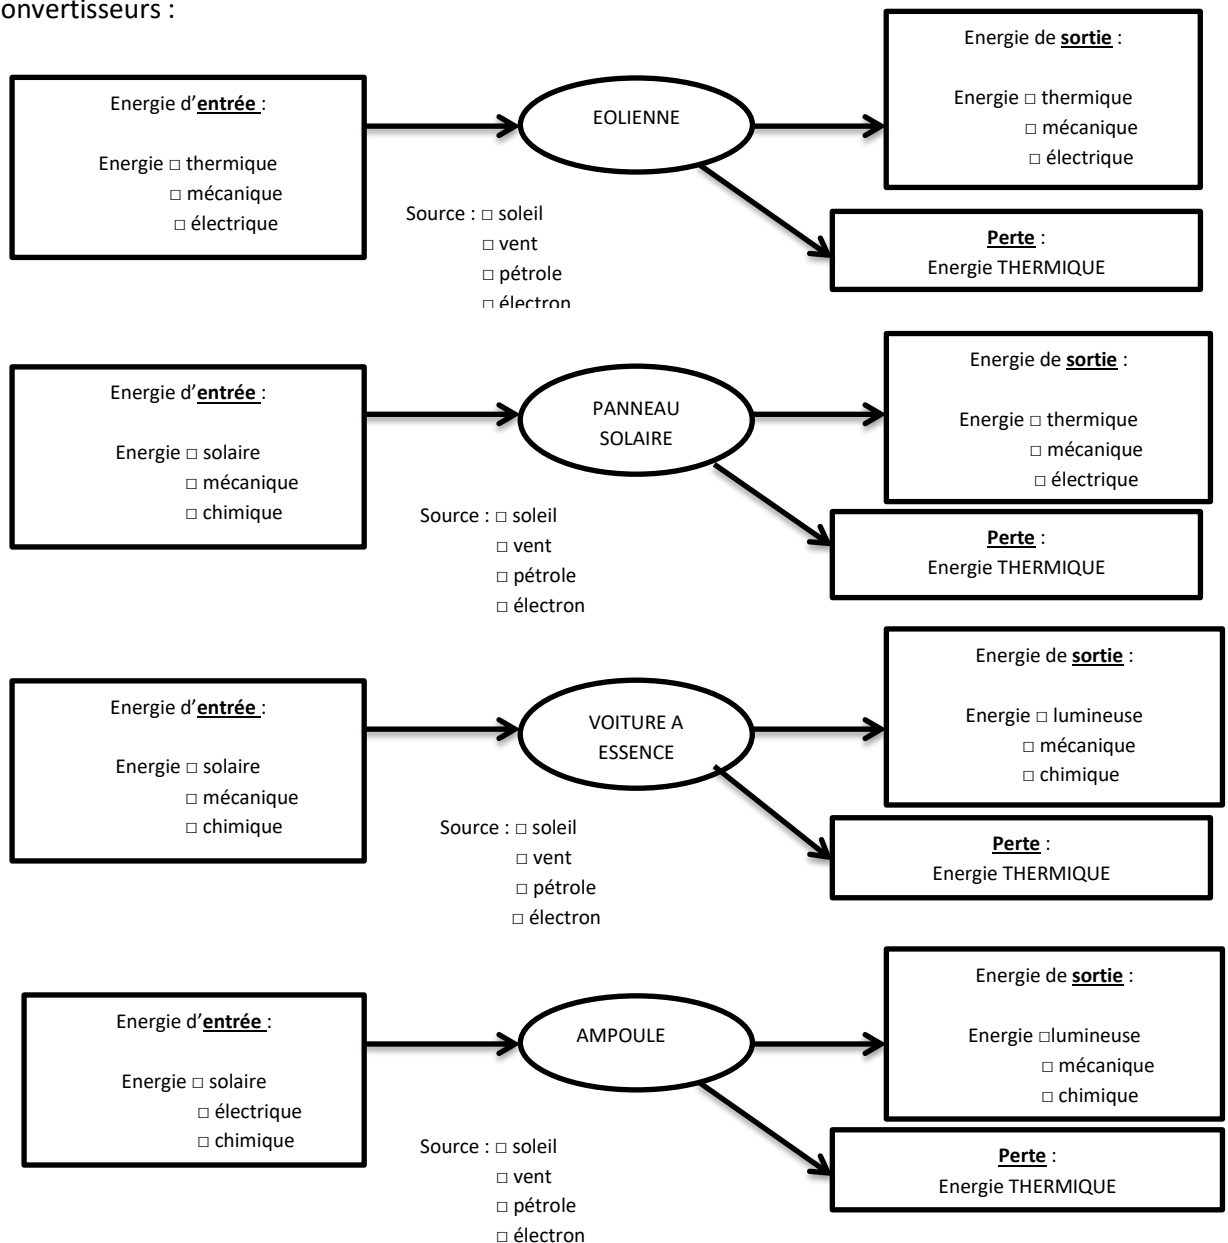 onvertisseurs :
Energie d'entrée :
Energie □ thermique
□ mécanique
□ électrique
EOLIENNE
Source : □ soleil
□ vent
□ pétrole
□ électron
Energie de sortie :
Energie □ thermique
□ mécanique
□ électrique
Perte :
Energie THERMIQUE
Energie d'entrée :
Energie □ solaire
□ mécanique
□ chimique
PANNEAU
SOLAIRE
Source : □ soleil
□ vent
□ pétrole
□ électron
Energie de sortie :
Energie □ thermique
□ mécanique
□ électrique
Perte :
Energie THERMIQUE
Energie d'entrée :
Energie □ solaire
□ mécanique
□ chimique
VOITURE A
ESSENCE
Source : □ soleil
□ vent
□ pétrole
□ électron
Energie de sortie :
Energie □ lumineuse
□ mécanique
□ chimique
Perte :
Energie THERMIQUE
Energie d'entrée :
Energie □ solaire
□ électrique
□ chimique
AMPOULE
Source : □ soleil
□ vent
□ pétrole
□ électron
Energie de sortie :
Energie □lumineuse
□ mécanique
□ chimique
Perte :
Energie THERMIQUE